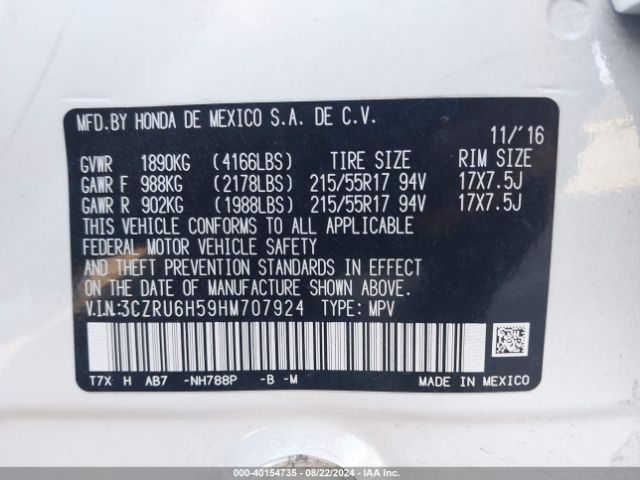 MFD.BY HONDA DE MEXICO S.A. DE C.V.
11/'16
GVWR 1890KG (4166LBS) TIRE SIZE RIM SIZE
GAWR F 988KG (2178LBS) 215/55R17 94V 17X7.5J
GAWR R 902KG (1988LBS) 215/55R17 94V 17X7.5J
THIS VEHICLE CONFORMS TO ALL APPLICABLE
FEDERAL MOTOR VEHICLE SAFETY
AND THEFT PREVENTION STANDARDS IN EFFECT
ON THE DATE OF MANUFACTURE SHOWN ABOVE.
V.I.N.:3CZRU6H59HM707924 TYPE: MPV
T7X H AB7 -NH788P -B -M MADE IN MEXICO
000-40154735 - 08/22/2024 - IAA Inc.